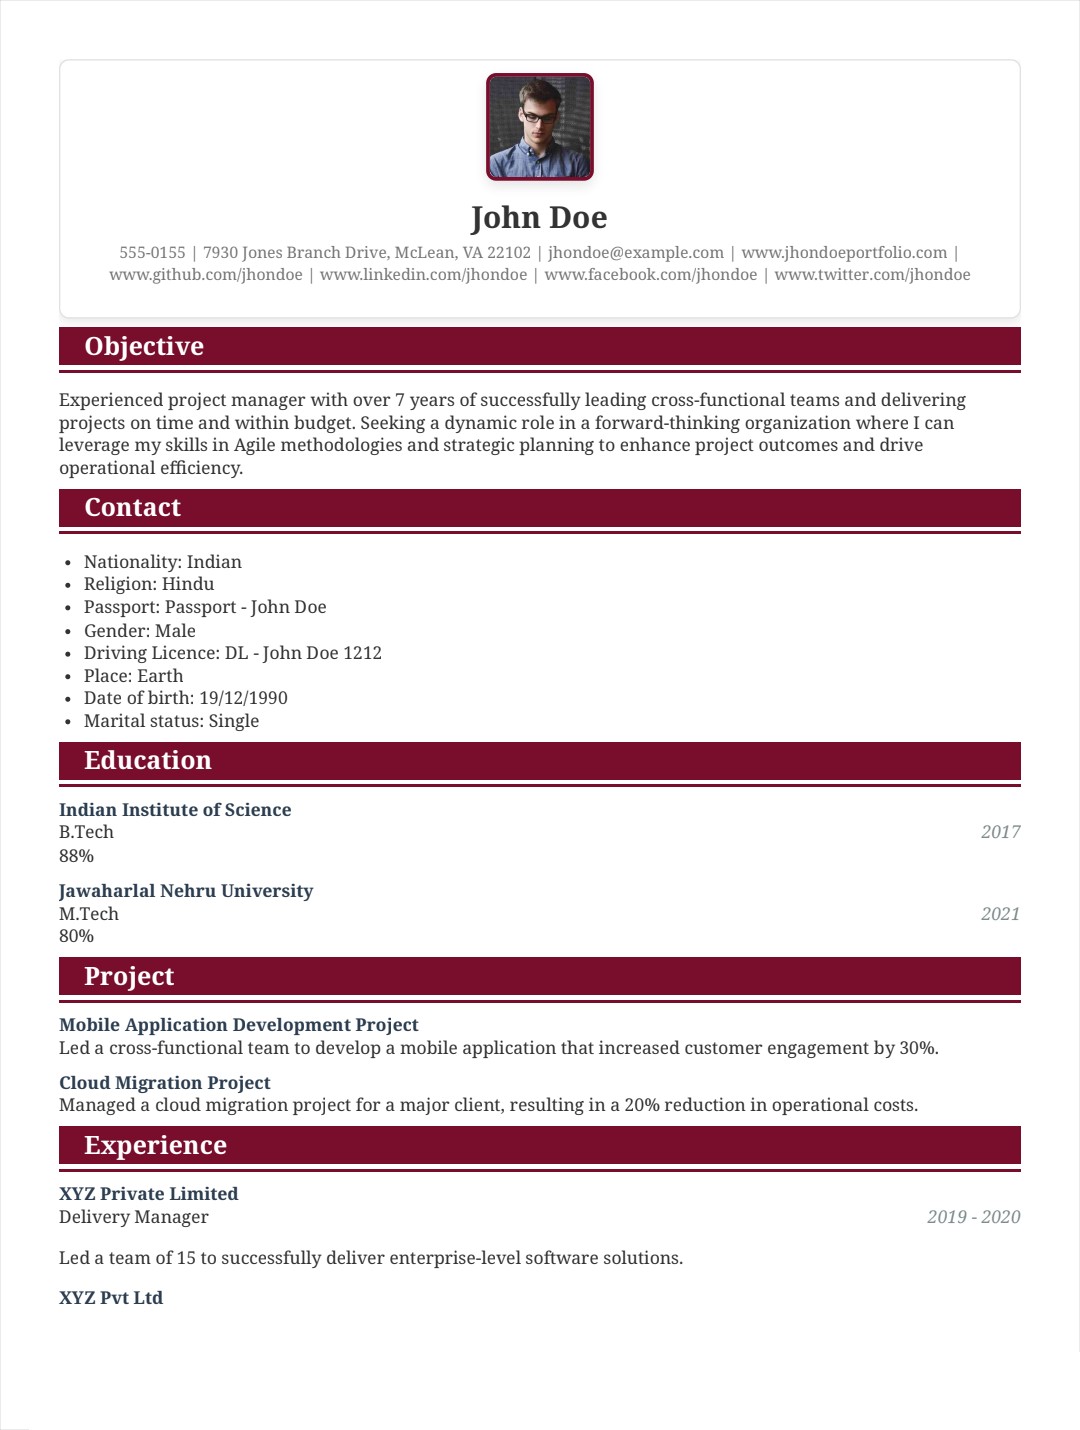 John Doe
555-0155 | 7930 Jones Branch Drive, McLean, VA 22102 | jhondoe@example.com | www.jhondoeportfolio.com |
www.github.com/jhondoe | www.linkedin.com/jhondoe | www.facebook.com/jhondoe | www.twitter.com/jhondoe
Objective
Experienced project manager with over 7 years of successfully leading cross-functional teams and delivering
projects on time and within budget. Seeking a dynamic role in a forward-thinking organization where I can
leverage my skills in Agile methodologies and strategic planning to enhance project outcomes and drive
operational efficiency.
Contact
• Nationality: Indian
• Religion: Hindu
• Passport: Passport - John Doe
• Gender: Male
• Driving Licence: DL - John Doe 1212
• Place: Earth
• Date of birth: 19/12/1990
• Marital status: Single
Education
Indian Institute of Science
B.Tech 2017
88%
Jawaharlal Nehru University
M.Tech 2021
80%
Project
Mobile Application Development Project
Led a cross-functional team to develop a mobile application that increased customer engagement by 30%.
Cloud Migration Project
Managed a cloud migration project for a major client, resulting in a 20% reduction in operational costs.
Experience
XYZ Private Limited
Delivery Manager 2019 - 2020
Led a team of 15 to successfully deliver enterprise-level software solutions.
XYZ Pvt Ltd